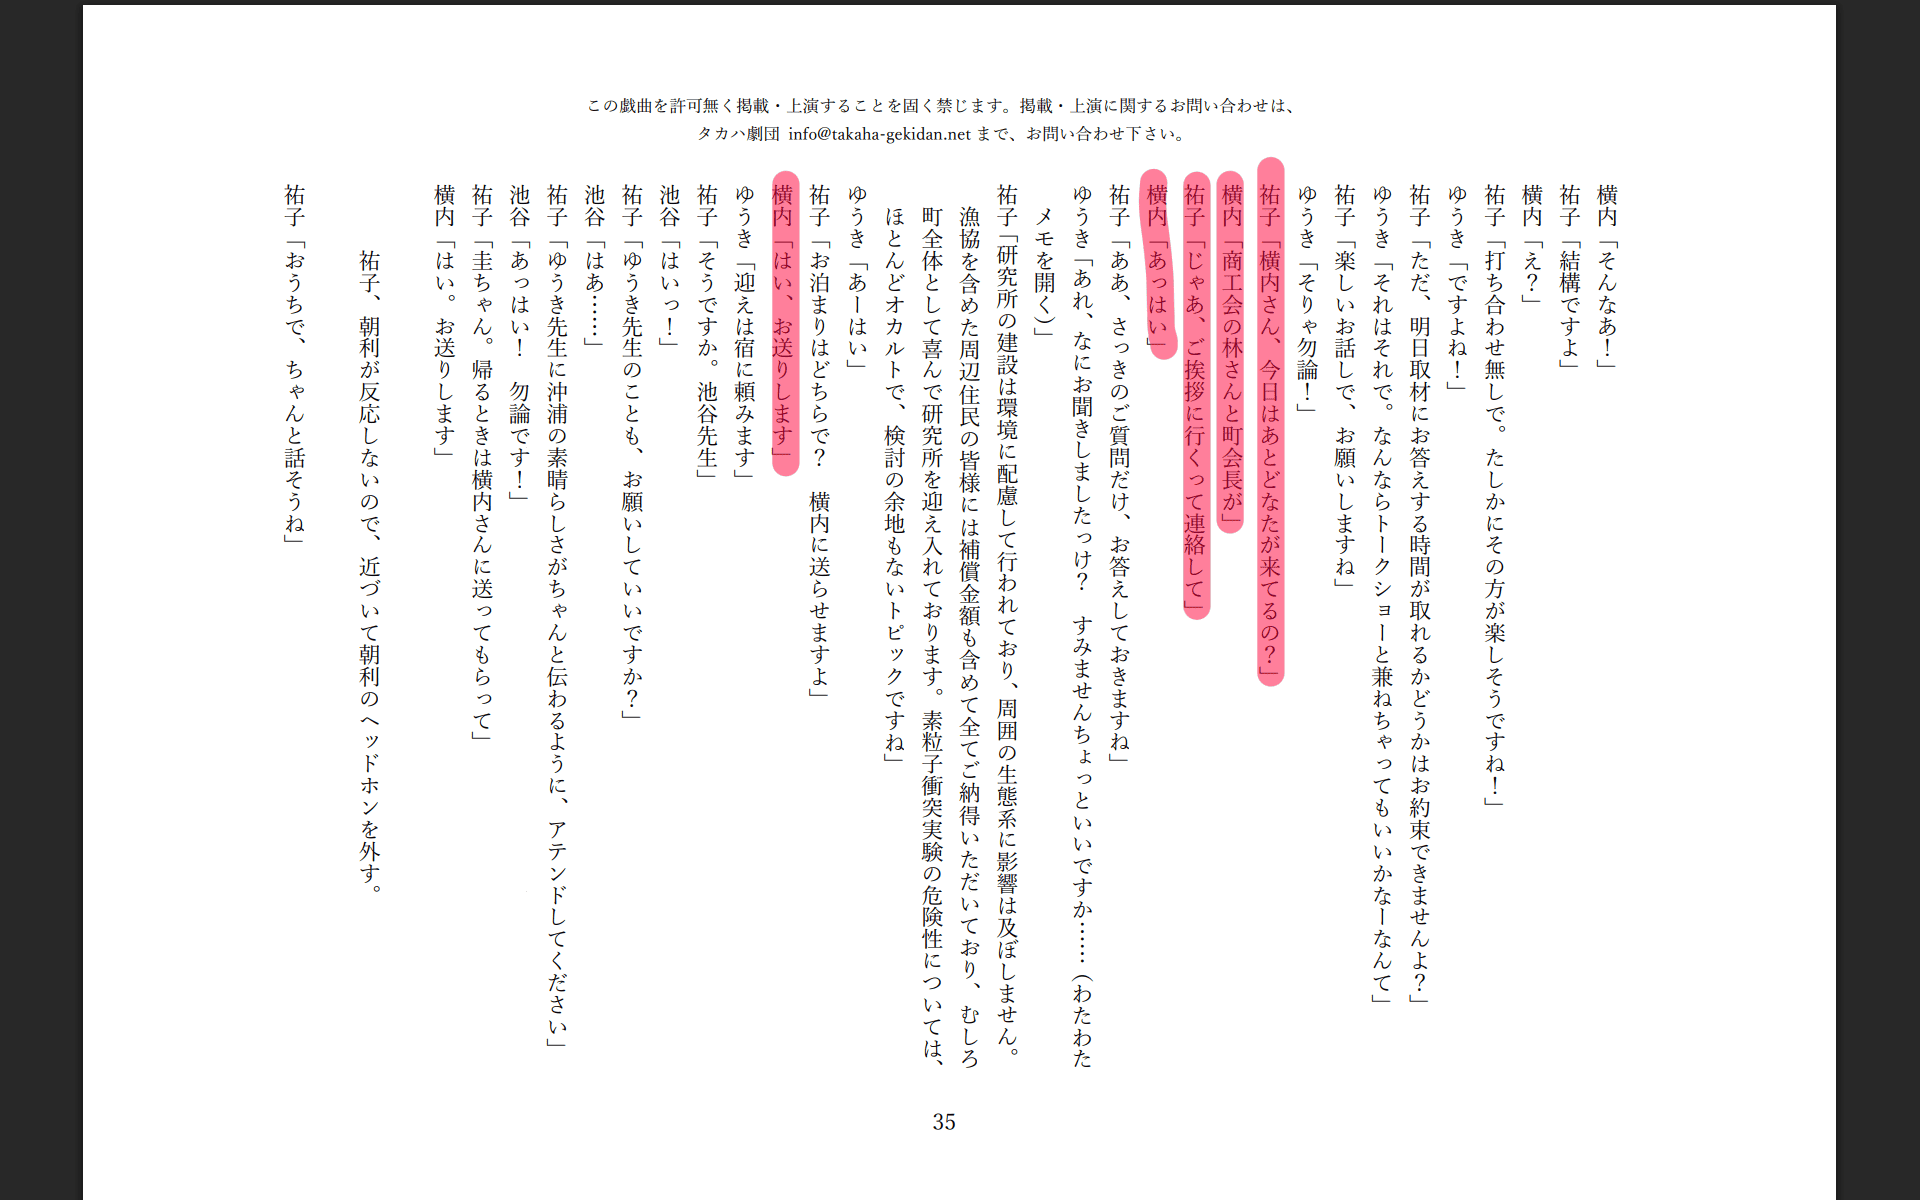 この戯曲を許可無く掲載・上演することを固く禁じます。掲載・上演に関するお問い合わせは、
タカハ劇団 info@takaha-gekidan.net まで、お問い合わせ下さい。
横内「そんなあ！」
祐子「結構ですよ」
横内「え？」
祐子「打ち合わせ無しで。たしかにその方が楽しそうですね！」
ゆうき「ですよね！」
祐子「ただ、明日取材にお答えする時間が取れるかどうかはお約束できませんよ？」
ゆうき「それはそれで。なんならトークショーと兼ねちゃってもいいかなーなんて」
祐子「楽しいお話しで、お願いしますね」
ゆうき「そりゃ勿論！」
祐子「横内さん、今日はあとどなたが来てるの？」
横内「商工会の林さんと町会長が」
祐子「じゃあ、ご挨拶に行くって連絡して」
横内「あっはい」
祐子「ああ、さっきのご質問だけ、お答えしておきますね」
ゆうき「あれ、なにお聞きしましたっけ？　すみませんちょっといいですか……（わたわた
メモを開く）」
祐子「研究所の建設は環境に配慮して行われており、周囲の生態系に影響は及ぼしません。
漁協を含めた周辺住民の皆様には補償金額も含めて全てご納得いただいており、むしろ
町全体として喜んで研究所を迎え入れております。素粒子衝突実験の危険性については、
ほとんどオカルトで、検討の余地もないトピックですね」
ゆうき「あーはい」
祐子「お泊まりはどちらで？　横内に送らせますよ」
横内「はい、お送りします」
ゆうき「迎えは宿に頼みます」
祐子「そうですか。池谷先生」
池谷「はいっ！」
祐子「ゆうき先生のことも、お願いしていいですか？」
池谷「はあ……」
祐子「ゆうき先生に沖浦の素晴らしさがちゃんと伝わるように、アテンドしてください」
池谷「あっはい！　勿論です！」
祐子「圭ちゃん。帰るときは横内さんに送ってもらって」
横内「はい。お送りします」
祐子、朝利が反応しないので、近づいて朝利のヘッドホンを外す。
祐子「おうちで、ちゃんと話そうね」
35